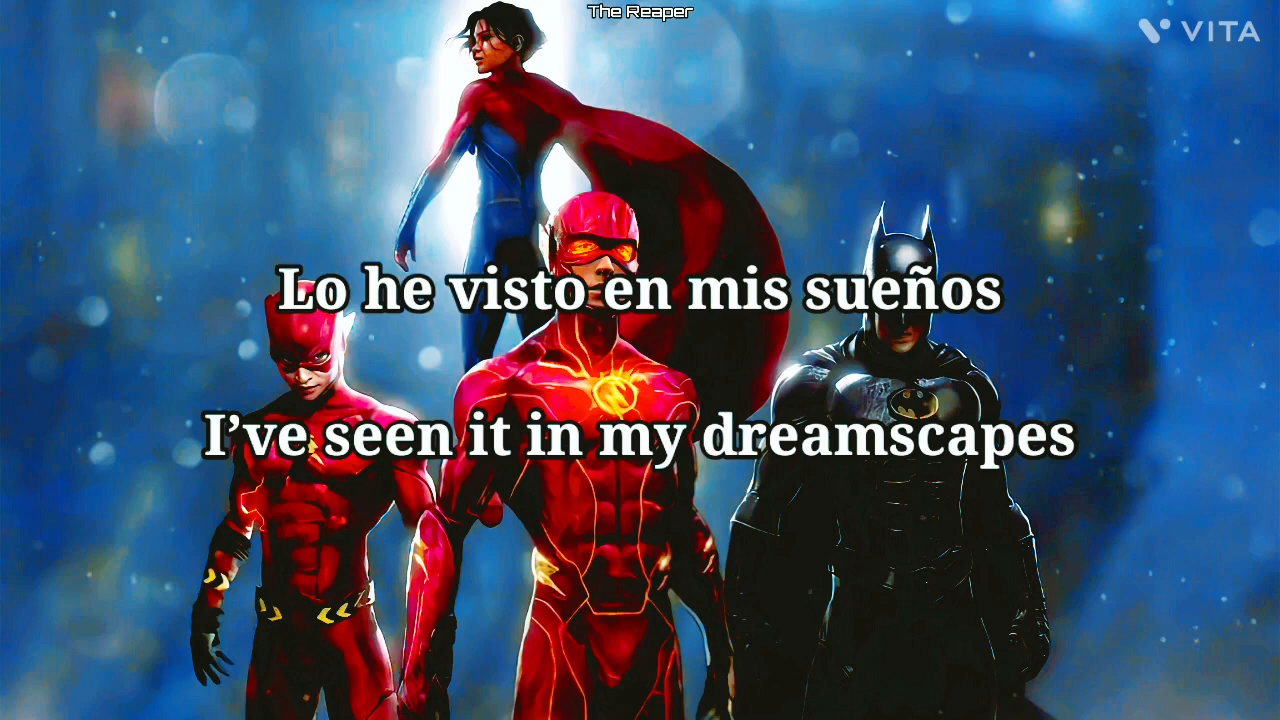 The Reaper
VITA
Lo he visto en mis sueños
I’ve seen it in my dreamscapes